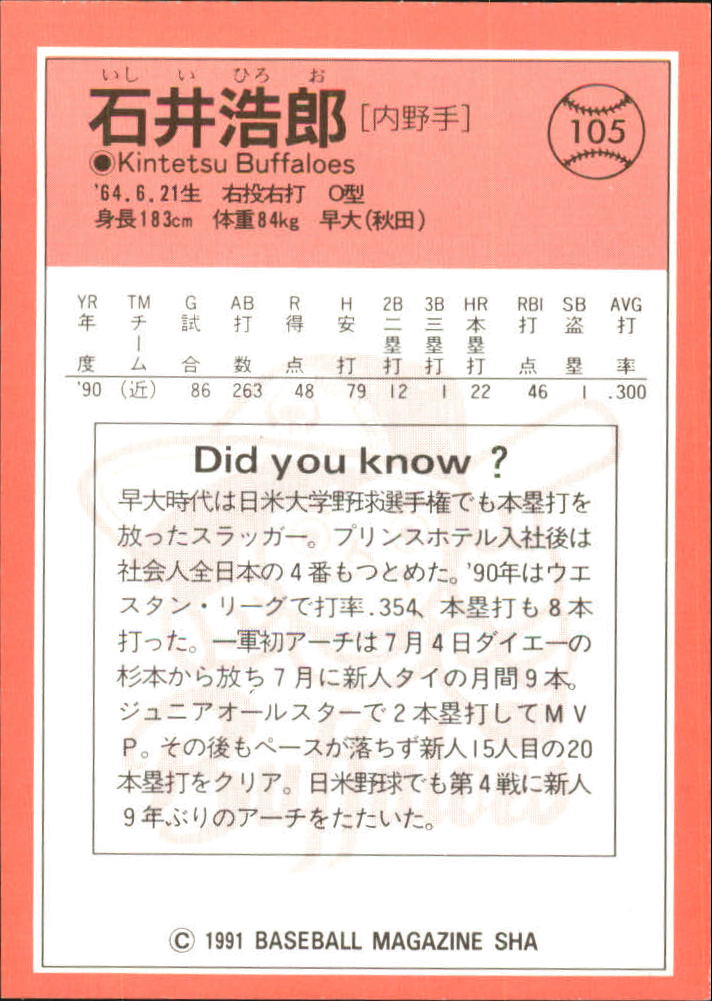 いし い ひろ お
石井浩郎 [内野手]
105
◉Kintetsu Buffaloes
'64.6.21生 右投右打 O型
身長183cm 体重84kg 早大(秋田)
YR TM G AB R H 2B 3B HR RBI SB AVG
年度 チーム 試合 打数 得点 安打 二塁打 三塁打 本塁打 打点 盗塁 打率
'90 (近) 86 263 48 79 12 1 22 46 1 .300
Did you know ?
早大時代は日米大学野球選手権でも本塁打を
放ったスラッガー。プリンスホテル入社後は
社会人全日本の4番もつとめた。'90年はウエ
スタン・リーグで打率.354、本塁打も8本
打った。一軍初アーチは7月4日ダイエーの
杉本から放ち7月に新人タイの月間9本。
ジュニアオールスターで2本塁打してMV
P。その後もペースが落ちず新人15人目の20
本塁打をクリア。日米野球でも第4戦に新人
9年ぶりのアーチをたたいた。
© 1991 BASEBALL MAGAZINE SHA